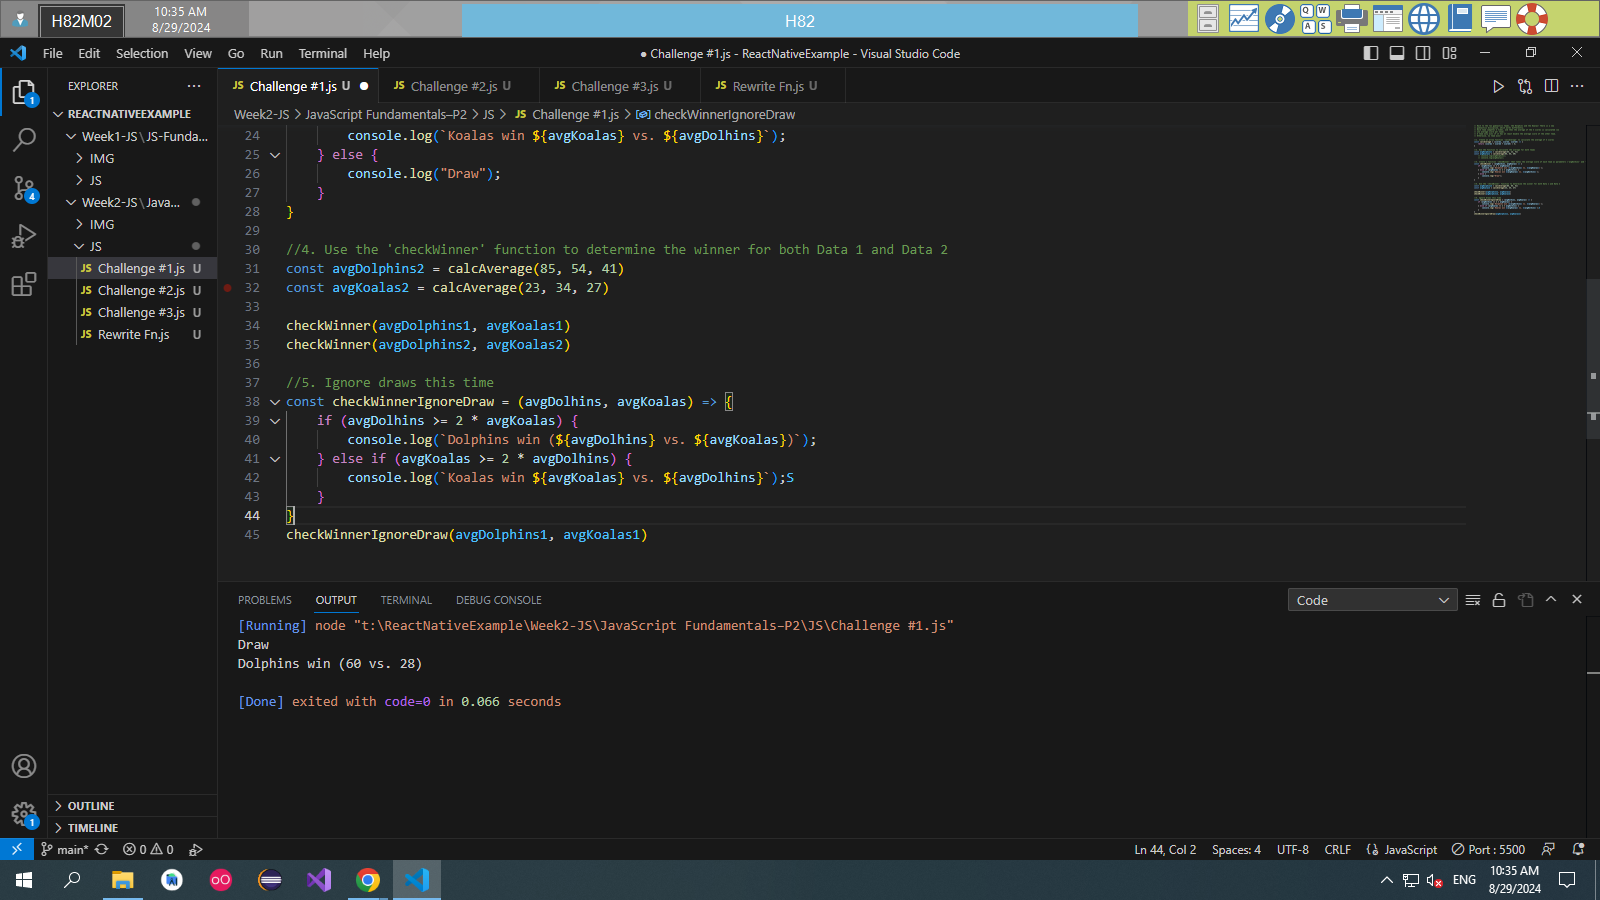 H82M02
10:35 AM
8/29/2024
H82
Q W
A S
File Edit Selection View Go Run Terminal Help
● Challenge #1.js - ReactNativeExample - Visual Studio Code
EXPLORER
JS Challenge #1.js U
JS Challenge #2.js U
JS Challenge #3.js U
JS Rewrite Fn.js U
1
4
REACTNATIVEEXAMPLE
Week1-JS\JS-Funda...
IMG
JS
Week2-JS\Java...
IMG
JS
JS Challenge #1.js U
JS Challenge #2.js U
JS Challenge #3.js U
JS Rewrite Fn.js U
OUTLINE
TIMELINE
1
Week2-JS > JavaScript Fundamentals–P2 > JS > JS Challenge #1.js > checkWinnerIgnoreDraw
24 console.log(`Koalas win ${avgKoalas} vs. ${avgDolhins}`);
25 } else {
26 console.log("Draw");
27 }
28 }
29
30 //4. Use the 'checkWinner' function to determine the winner for both Data 1 and Data 2
31 const avgDolphins2 = calcAverage(85, 54, 41)
32 const avgKoalas2 = calcAverage(23, 34, 27)
33
34 checkWinner(avgDolphins1, avgKoalas1)
35 checkWinner(avgDolphins2, avgKoalas2)
36
37 //5. Ignore draws this time
38 const checkWinnerIgnoreDraw = (avgDolhins, avgKoalas) => {
39 if (avgDolhins >= 2 * avgKoalas) {
40 console.log(`Dolphins win (${avgDolhins} vs. ${avgKoalas})`);
41 } else if (avgKoalas >= 2 * avgDolhins) {
42 console.log(`Koalas win ${avgKoalas} vs. ${avgDolhins}`);S
43 }
44 }
45 checkWinnerIgnoreDraw(avgDolphins1, avgKoalas1)
PROBLEMS OUTPUT TERMINAL DEBUG CONSOLE
Code
[Running] node "t:\ReactNativeExample\Week2-JS\JavaScript Fundamentals–P2\JS\Challenge #1.js"
Draw
Dolphins win (60 vs. 28)
[Done] exited with code=0 in 0.066 seconds
main* 0 0
Ln 44, Col 2 Spaces: 4 UTF-8 CRLF {} JavaScript Port : 5500
ENG
10:35 AM
8/29/2024